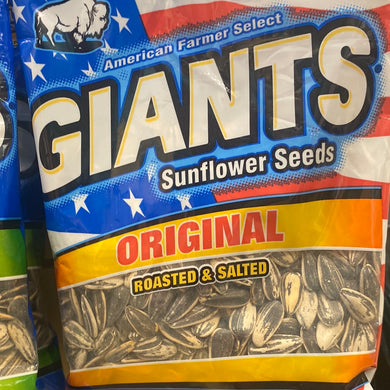 American Farmer Select
GIANTS
Sunflower Seeds
ORIGINAL
ROASTED & SALTED